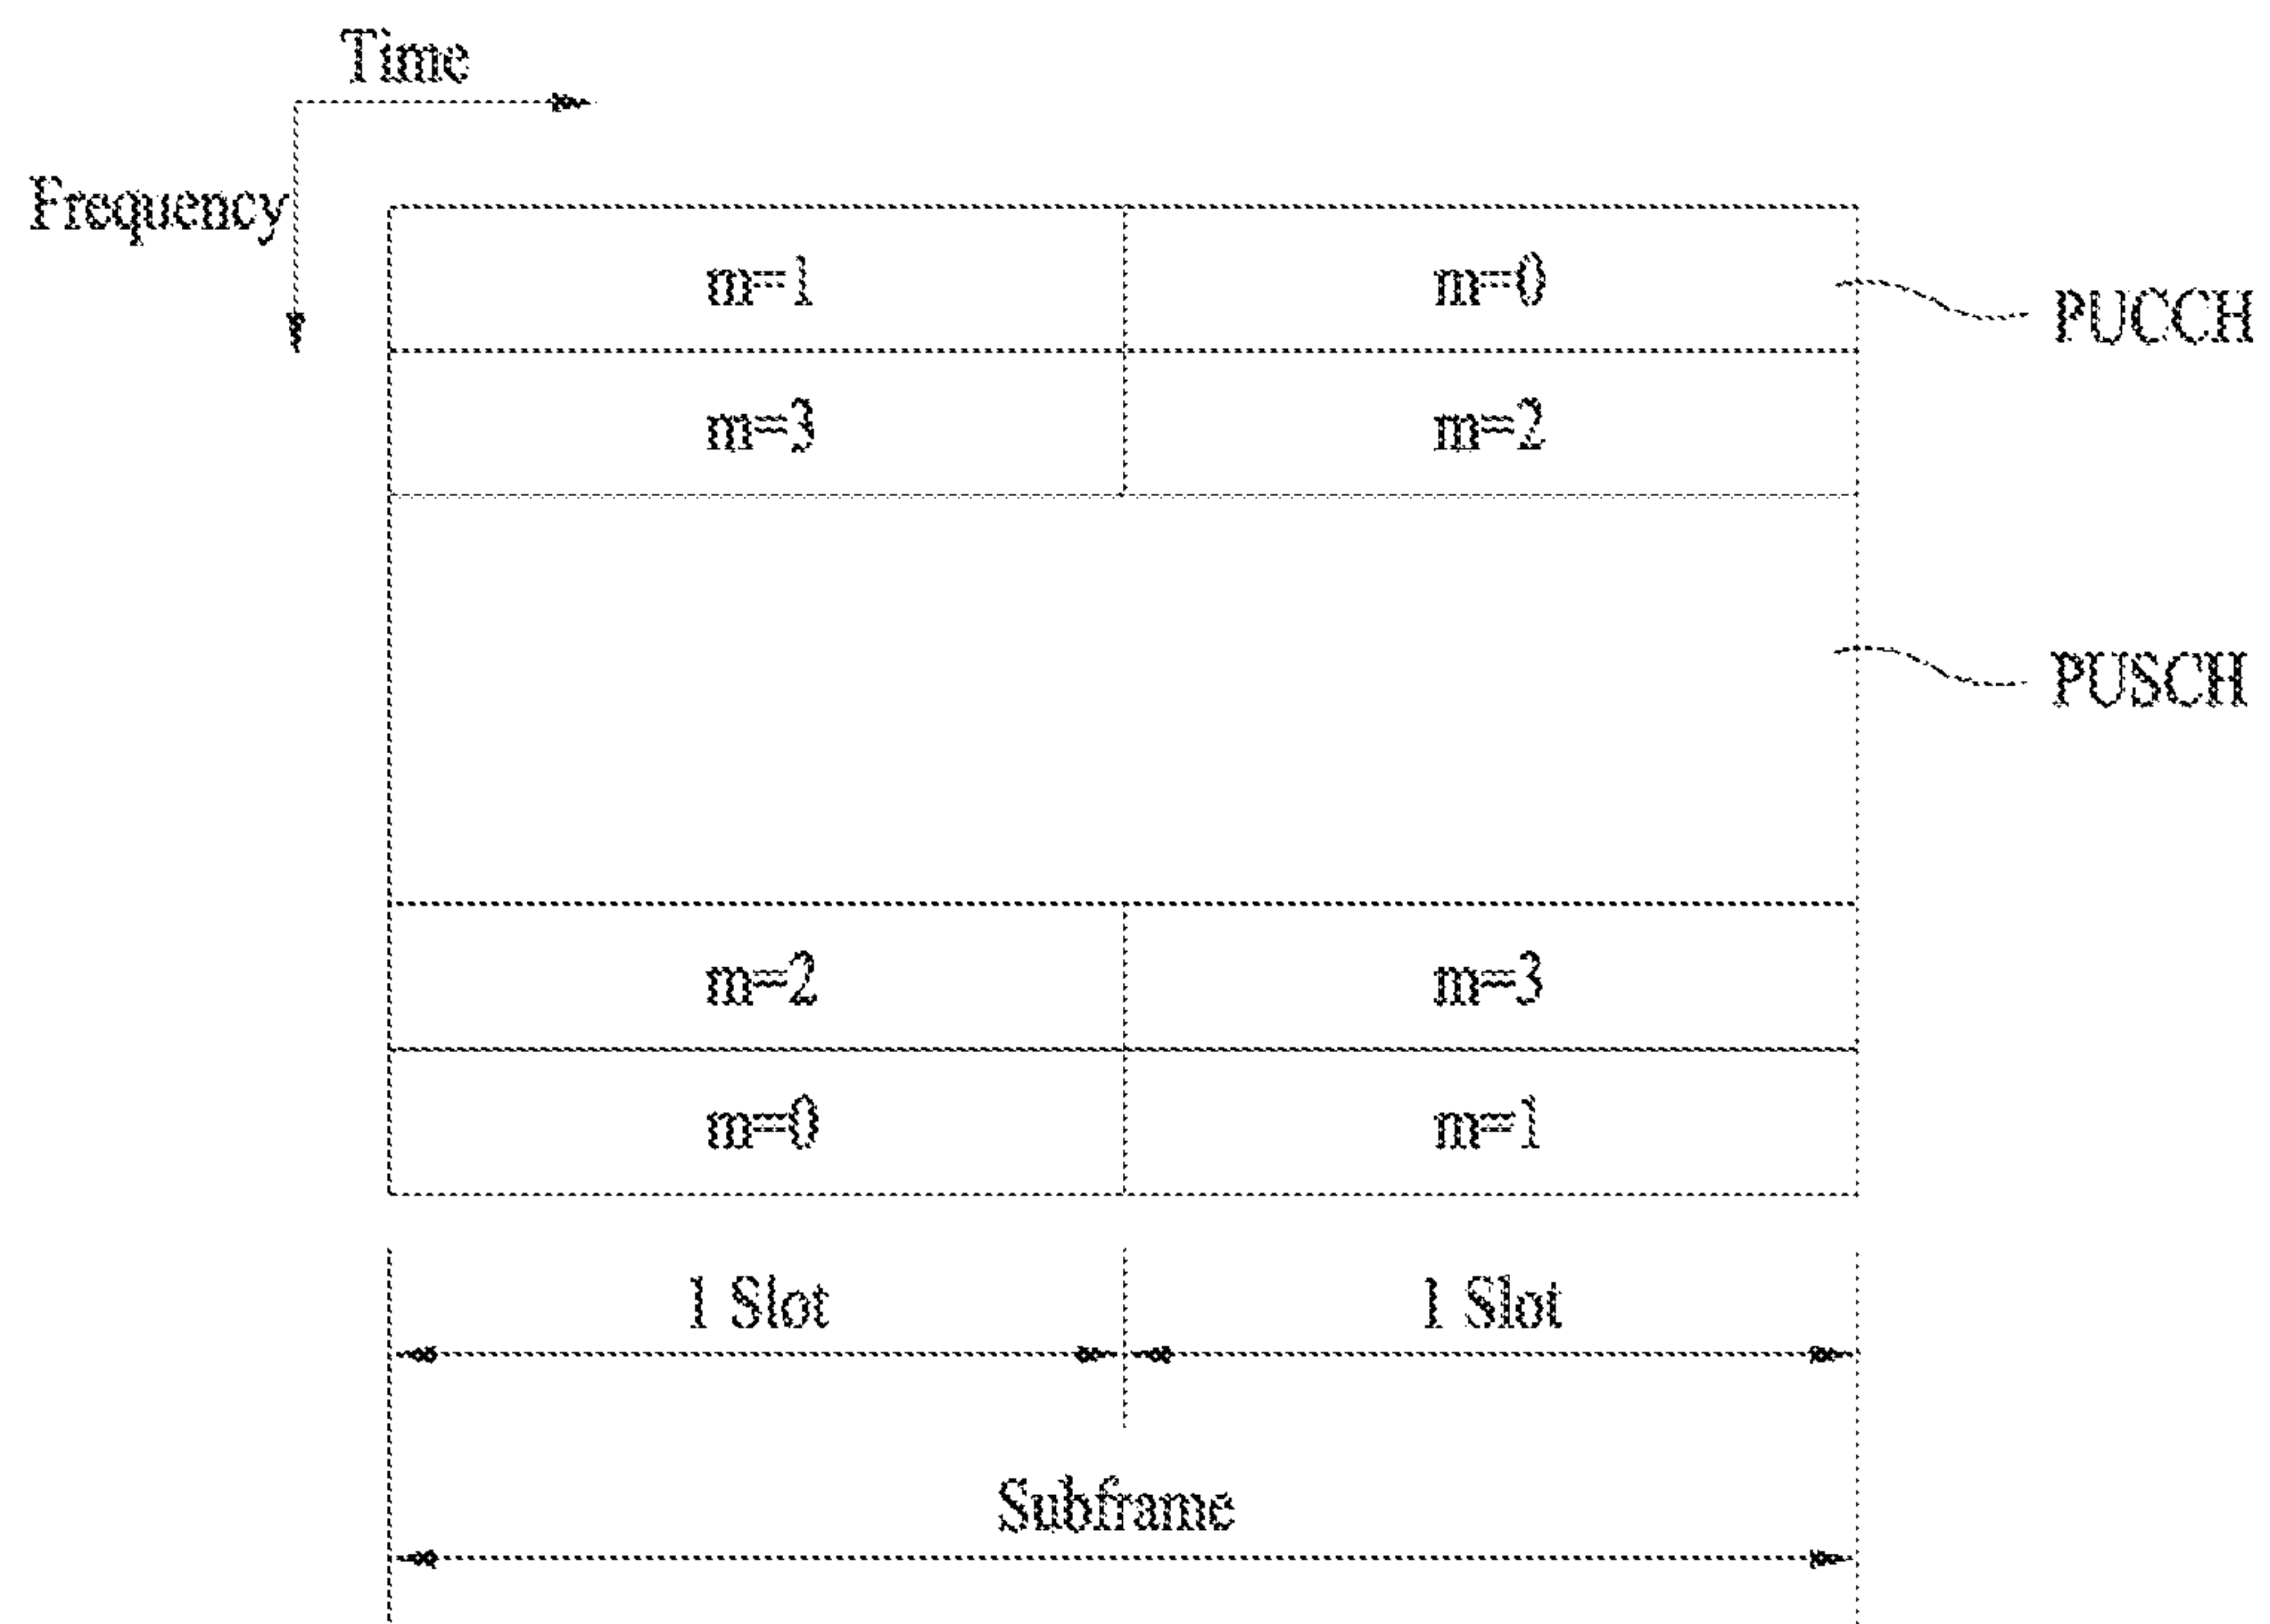 Time
Frequency
m=1
m=0
PUCCH
m=3
m=2
PUSCH
m=2
m=3
m=0
m=1
1 Slot
1 Slot
Subframe